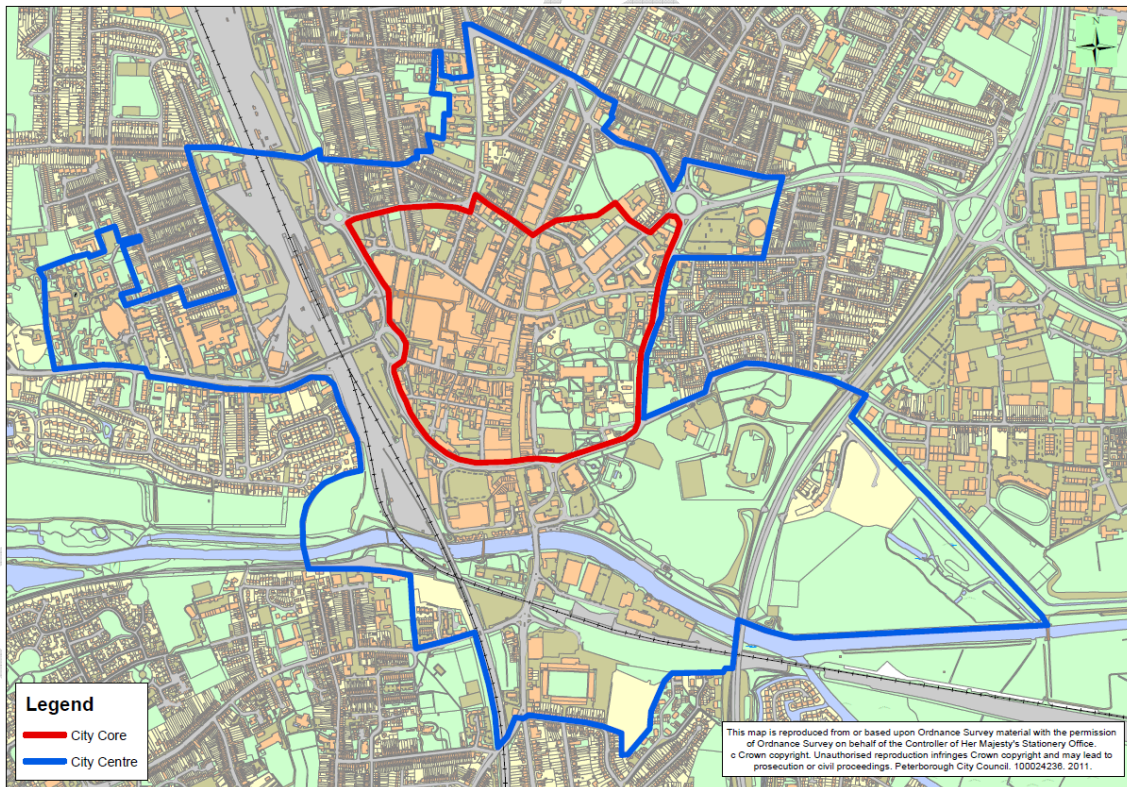 N
Legend
City Core
City Centre
This map is reproduced from or based upon Ordnance Survey material with the permission
of Ordnance Survey on behalf of the Controller of Her Majesty's Stationery Office.
c Crown copyright. Unauthorised reproduction infringes Crown copyright and may lead to
prosecution or civil proceedings. Peterborough City Council. 100024236. 2011.